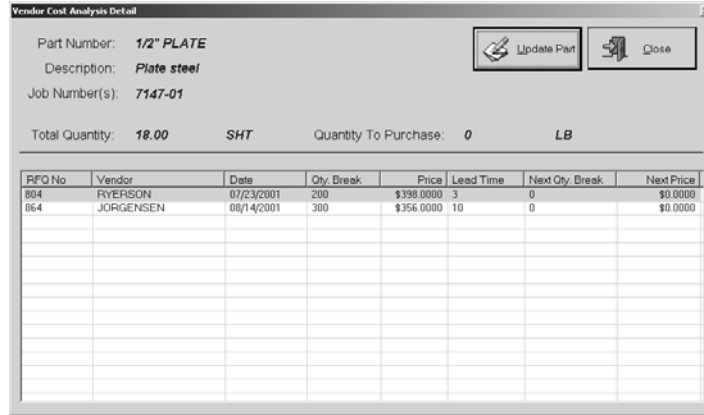 Vendor Cost Analysis Detail
Part Number: 1/2" PLATE
Update Part
Close
Description: Plate steel
Job Number(s): 7147-01
Total Quantity: 18.00 SHT Quantity To Purchase: 0 LB
RFQ No Vendor Date Qty. Break Price Lead Time Next Qty. Break Next Price
804 RYERSON 07/23/2001 200 $398.0000 3 0 $0.0000
864 JORGENSEN 08/14/2001 300 $356.0000 10 0 $0.0000